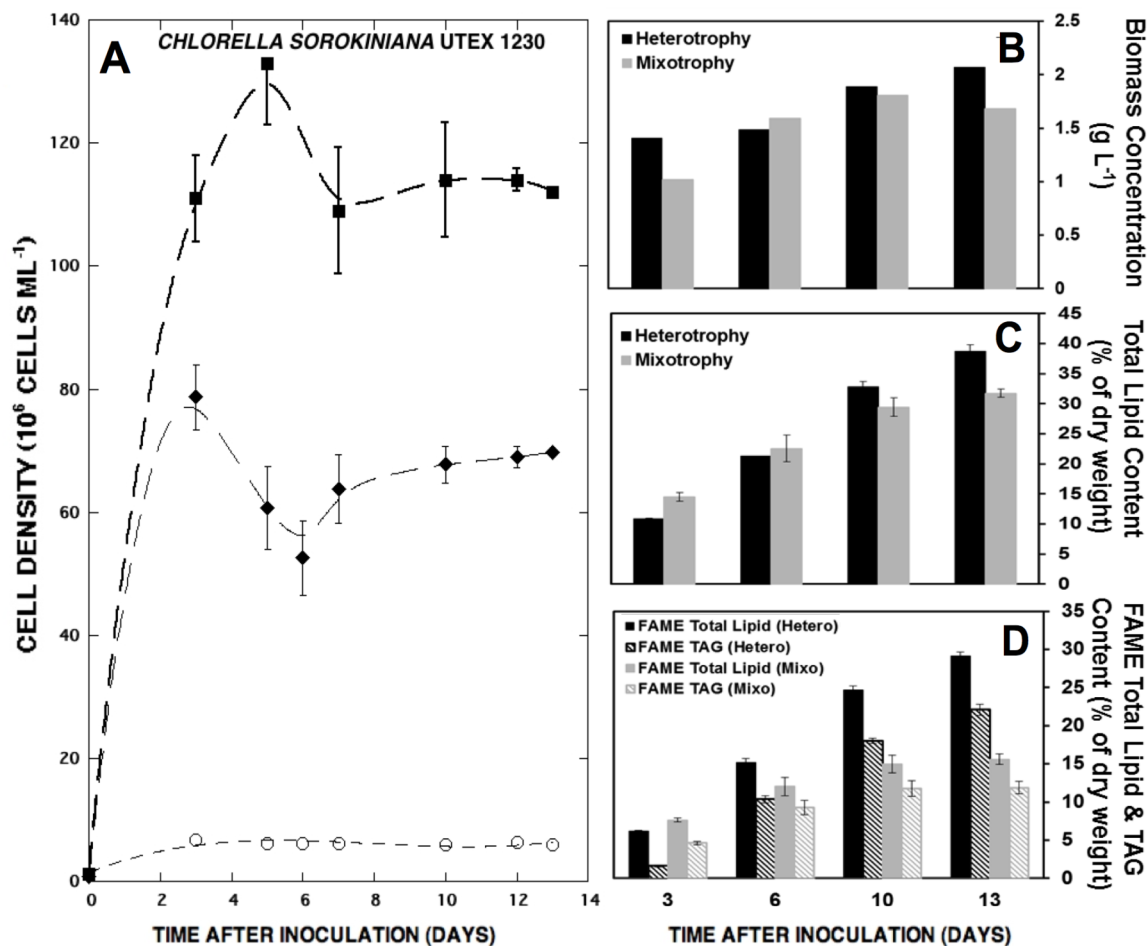 A
CHLORELLA SOROKINIANA UTEX 1230
CELL DENSITY (10⁶ CELLS ML⁻¹)
140
120
100
80
60
40
20
0
0 2 4 6 8 10 12 14
TIME AFTER INOCULATION (DAYS)
B
Heterotrophy
Mixotrophy
2.5
2
1.5
1
0.5
0
Biomass Concentration
(g L⁻¹)
C
Heterotrophy
Mixotrophy
45
40
35
30
25
20
15
10
5
0
Total Lipid Content
(% of dry weight)
D
FAME Total Lipid (Hetero)
FAME TAG (Hetero)
FAME Total Lipid (Mixo)
FAME TAG (Mixo)
35
30
25
20
15
10
5
0
FAME Total Lipid & TAG
Content (% of dry weight)
3 6 10 13
TIME AFTER INOCULATION (DAYS)